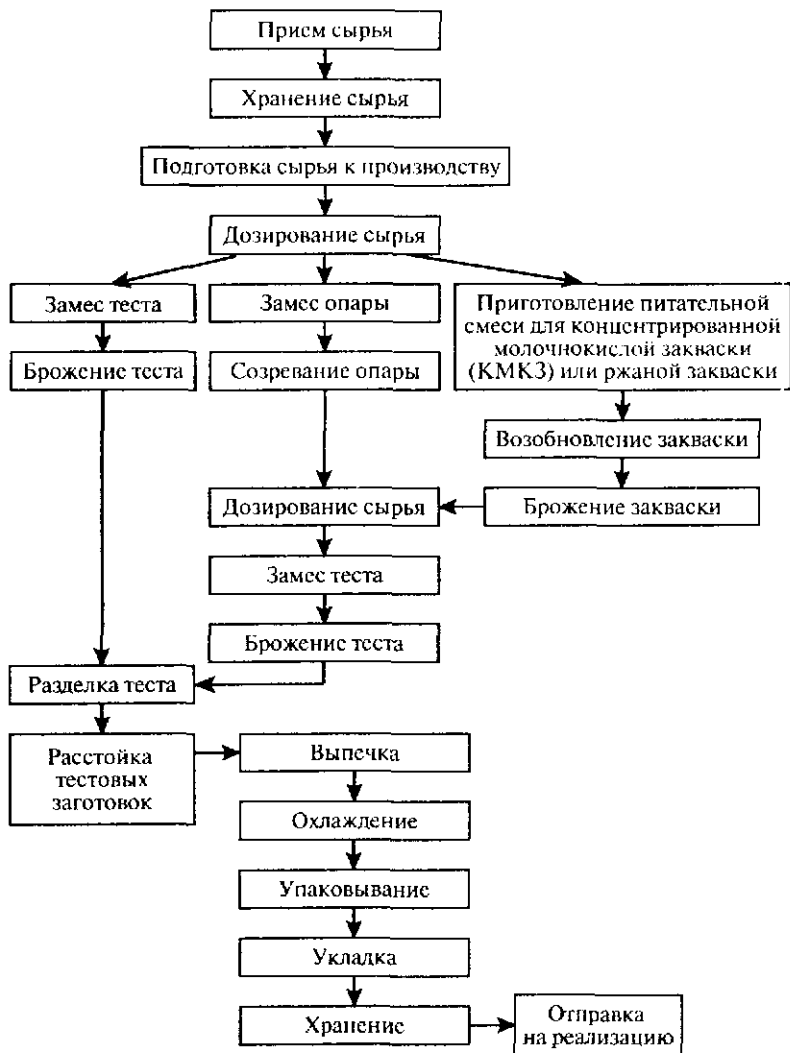 Прием сырья
Хранение сырья
Подготовка сырья к производству
Дозирование сырья
Замес теста
Замес опары
Приготовление питательной
смеси для концентрированной
молочнокислой закваски
(КМКЗ) или ржаной закваски
Брожение теста
Созревание опары
Возобновление закваски
Дозирование сырья
Брожение закваски
Замес теста
Брожение теста
Разделка теста
Расстойка
тестовых
заготовок
Выпечка
Охлаждение
Упаковывание
Укладка
Хранение
Отправка
на реализацию